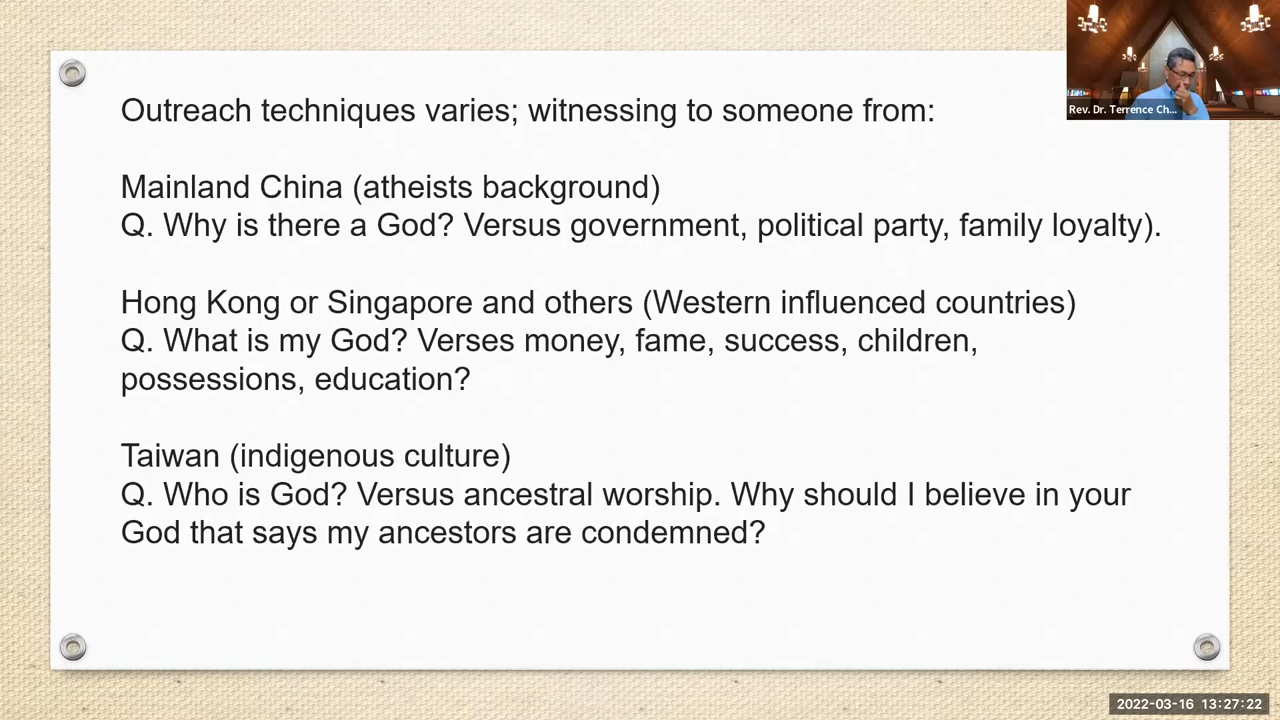 Outreach techniques varies; witnessing to someone from:
Mainland China (atheists background)
Q. Why is there a God? Versus government, political party, family loyalty).
Hong Kong or Singapore and others (Western influenced countries)
Q. What is my God? Verses money, fame, success, children,
possessions, education?
Taiwan (indigenous culture)
Q. Who is God? Versus ancestral worship. Why should I believe in your
God that says my ancestors are condemned?
Rev. Dr. Terrence Ch...
2022-03-16 13:27:22